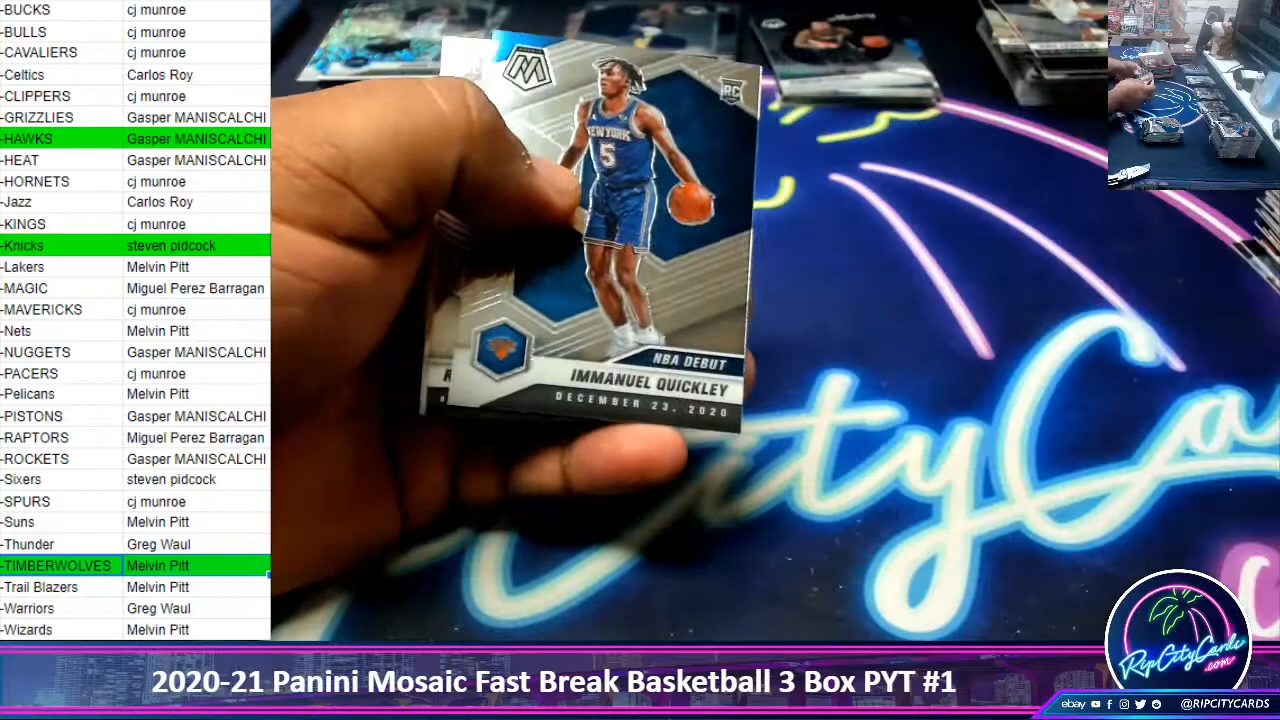 -BUCKS cj munroe
-BULLS cj munroe
-CAVALIERS cj munroe
-Celtics Carlos Roy
-CLIPPERS cj munroe
-GRIZZLIES Gasper MANISCALCHI
-HAWKS Gasper MANISCALCHI
-HEAT Gasper MANISCALCHI
-HORNETS cj munroe
-Jazz Carlos Roy
-KINGS cj munroe
-Knicks steven pidcock
-Lakers Melvin Pitt
-MAGIC Miguel Perez Barragan
-MAVERICKS cj munroe
-Nets Melvin Pitt
-NUGGETS Gasper MANISCALCHI
-PACERS cj munroe
-Pelicans Melvin Pitt
-PISTONS Gasper MANISCALCHI
-RAPTORS Miguel Perez Barragan
-ROCKETS Gasper MANISCALCHI
-Sixers steven pidcock
-SPURS cj munroe
-Suns Melvin Pitt
-Thunder Greg Waul
-TIMBERWOLVES Melvin Pitt
-Trail Blazers Melvin Pitt
-Warriors Greg Waul
-Wizards Melvin Pitt
M
RC
NEW YORK
5
NBA DEBUT
IMMANUEL QUICKLEY
DECEMBER 23, 2020
ityCa
RipCityCards
.com
2020-21 Panini Mosaic Fast Break Basketball 3 Box PYT #1
ebay @RIPCITYCARDS